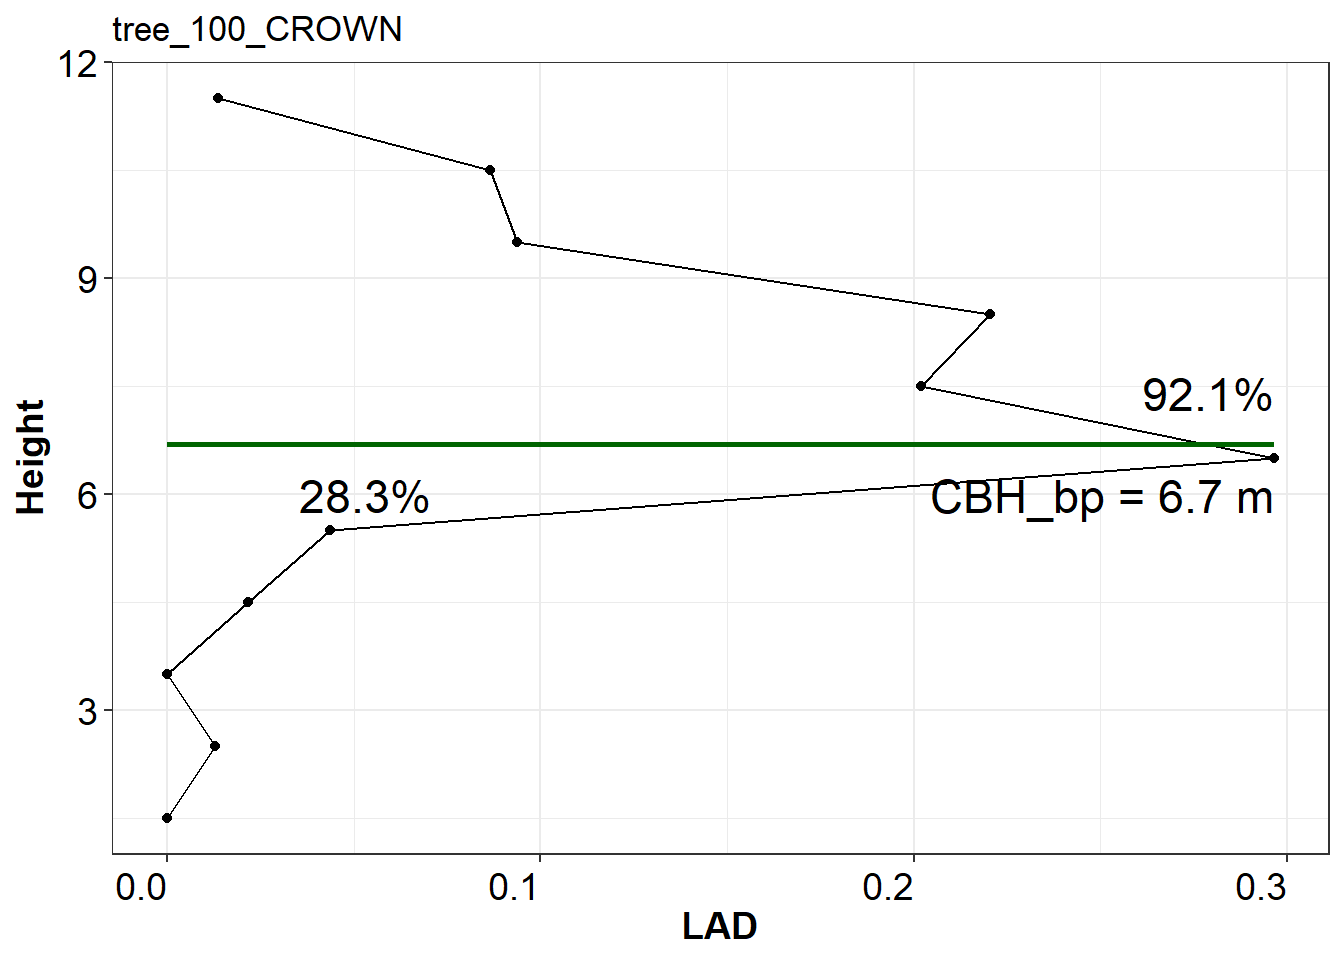 tree_100_CROWN
12
9
6
3
Height
92.1%
28.3%
CBH_bp = 6.7 m
0.0 0.1 0.2 0.3
LAD